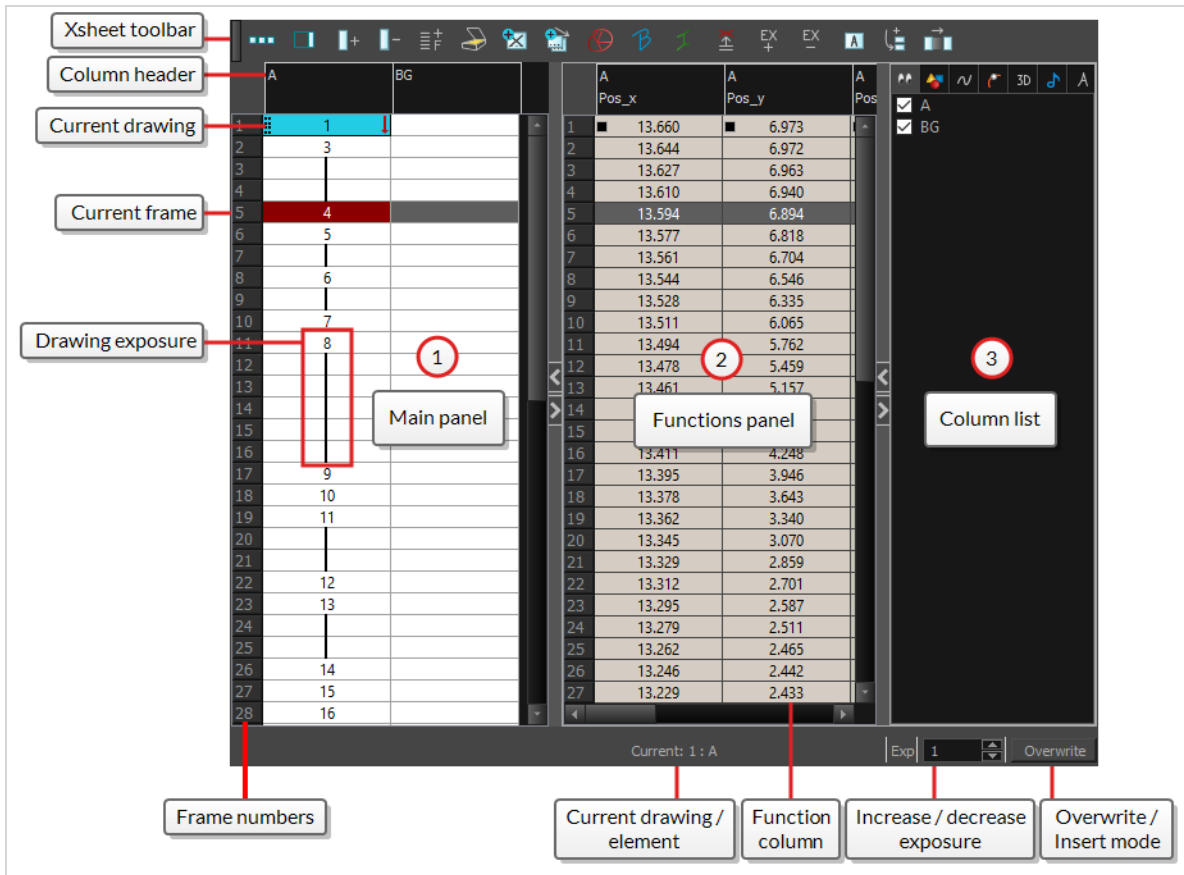 Xsheet toolbar
EX EX A
+ −
Column header
A BG
A A A
Pos_x Pos_y Pos
3D A
A
BG
Current drawing
1 1
2 3
3
4
Current frame
5 4
6 5
7
8 6
9
10 7
Drawing exposure
11 8
12
13
14
15
16
17 9
18 10
19 11
20
21
22 12
23 13
24
25
26 14
27 15
28 16
1
Main panel
1 13.660 6.973
2 13.644 6.972
3 13.627 6.963
4 13.610 6.940
5 13.594 6.894
6 13.577 6.818
7 13.561 6.704
8 13.544 6.546
9 13.528 6.335
10 13.511 6.065
11 13.494 5.762
12 13.478 5.459
13 13.461 5.157
14
15
16 13.411 4.248
17 13.395 3.946
18 13.378 3.643
19 13.362 3.340
20 13.345 3.070
21 13.329 2.859
22 13.312 2.701
23 13.295 2.587
24 13.279 2.511
25 13.262 2.465
26 13.246 2.442
27 13.229 2.433
2
Functions panel
3
Column list
Current: 1 : A
Exp 1 Overwrite
Frame numbers
Current drawing /
element
Function
column
Increase / decrease
exposure
Overwrite /
Insert mode